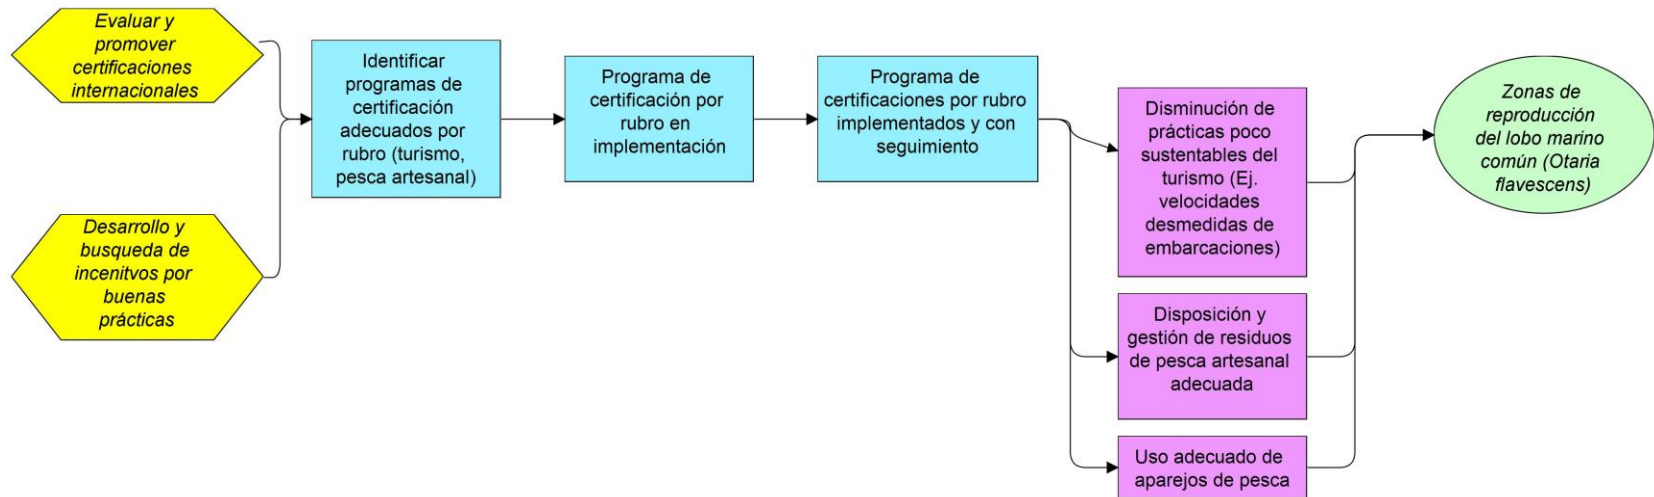 Evaluar y
promover
certificaciones
internacionales
Desarrollo y
busqueda de
incenitvos por
buenas
prácticas
Identificar
programas de
certificación
adecuados por
rubro (turismo,
pesca artesanal)
Programa de
certificación por
rubro en
implementación
Programa de
certificaciones por rubro
implementados y con
seguimiento
Disminución de
prácticas poco
sustentables del
turismo (Ej.
velocidades
desmedidas de
embarcaciones)
Disposición y
gestión de residuos
de pesca artesanal
adecuada
Uso adecuado de
aparejos de pesca
Zonas de
reproducción
del lobo marino
común (Otaria
flavescens)